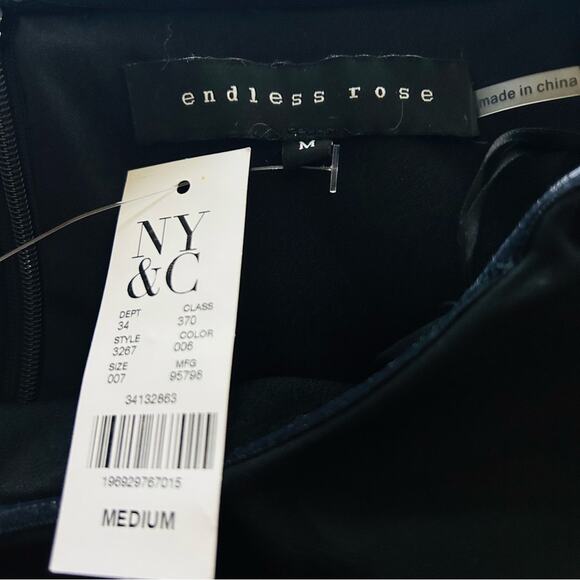 endless rose
made in china
M
NY
&C
DEPT CLASS
34 370
STYLE COLOR
3267 006
SIZE MFG
007 95798
34132863
196929767015
MEDIUM